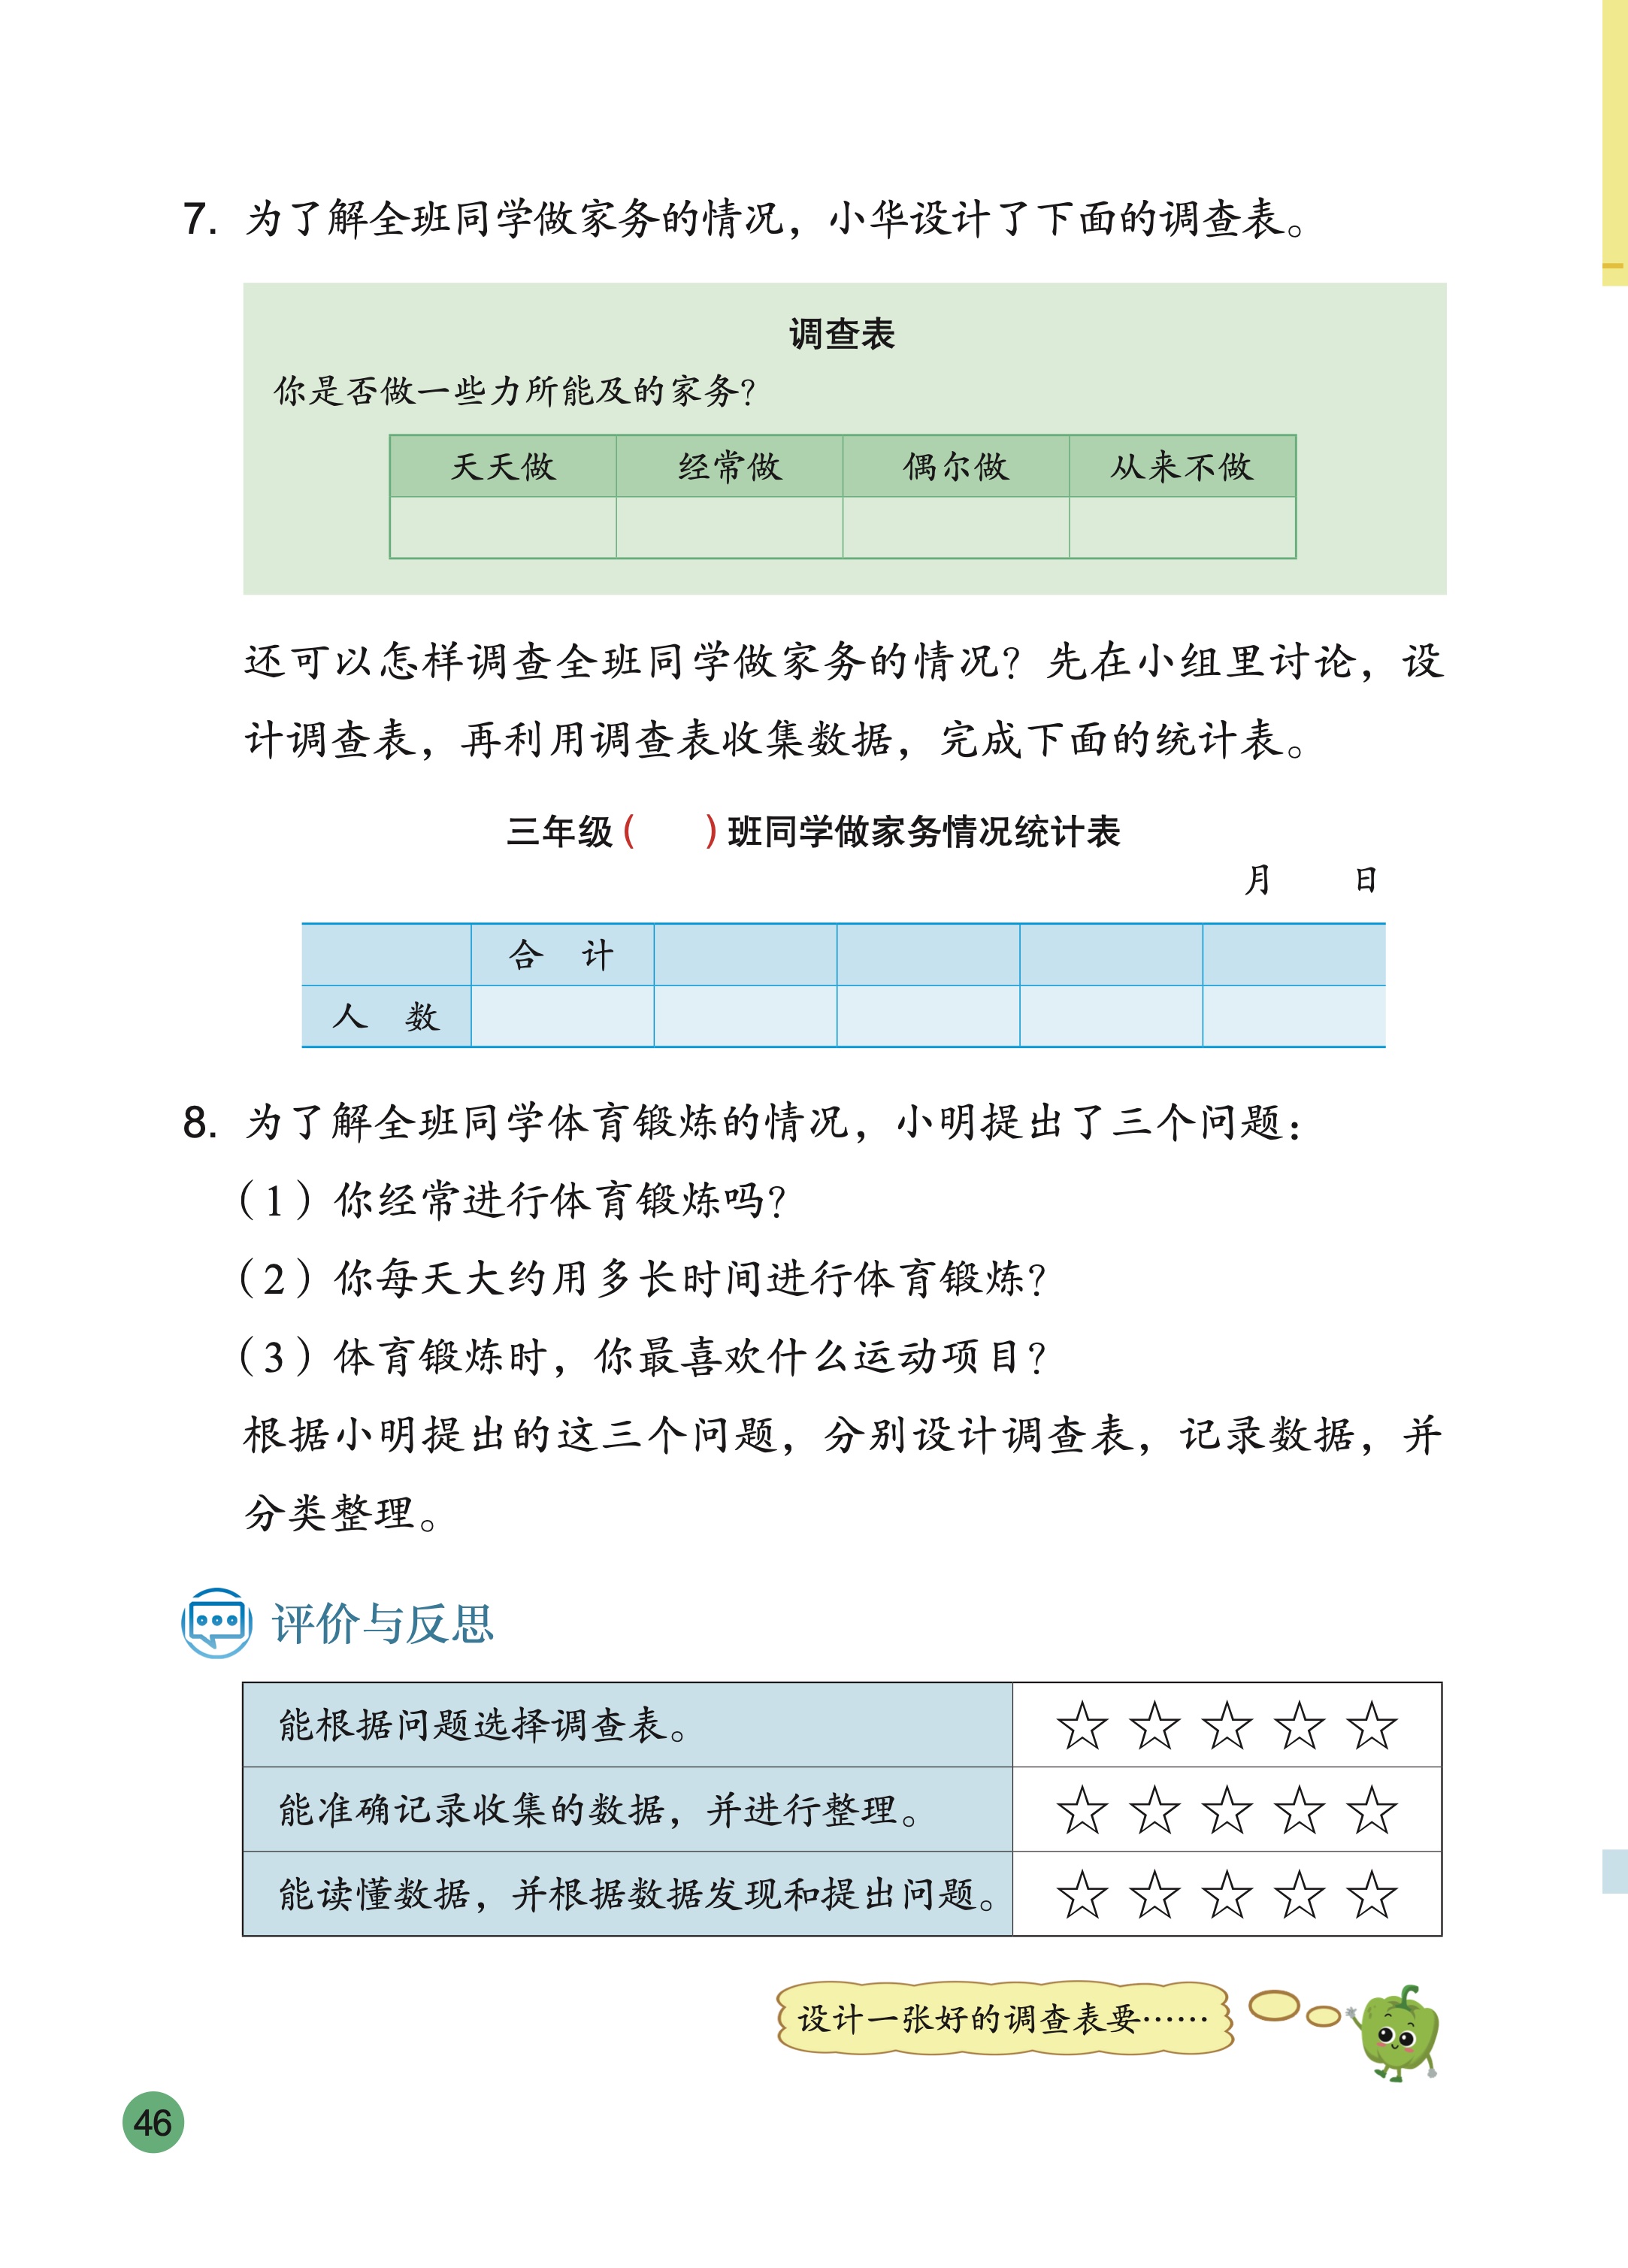 7. 为了解全班同学做家务的情况，小华设计了下面的调查表。
调查表
你是否做一些力所能及的家务？
天天做 经常做 偶尔做 从来不做
还可以怎样调查全班同学做家务的情况？先在小组里讨论，设
计调查表，再利用调查表收集数据，完成下面的统计表。
三年级（　　）班同学做家务情况统计表
月　　日
合　计
人　数
8. 为了解全班同学体育锻炼的情况，小明提出了三个问题：
（1）你经常进行体育锻炼吗？
（2）你每天大约用多长时间进行体育锻炼？
（3）体育锻炼时，你最喜欢什么运动项目？
根据小明提出的这三个问题，分别设计调查表，记录数据，并
分类整理。
评价与反思
能根据问题选择调查表。 ☆ ☆ ☆ ☆ ☆
能准确记录收集的数据，并进行整理。 ☆ ☆ ☆ ☆ ☆
能读懂数据，并根据数据发现和提出问题。 ☆ ☆ ☆ ☆ ☆
设计一张好的调查表要……
46